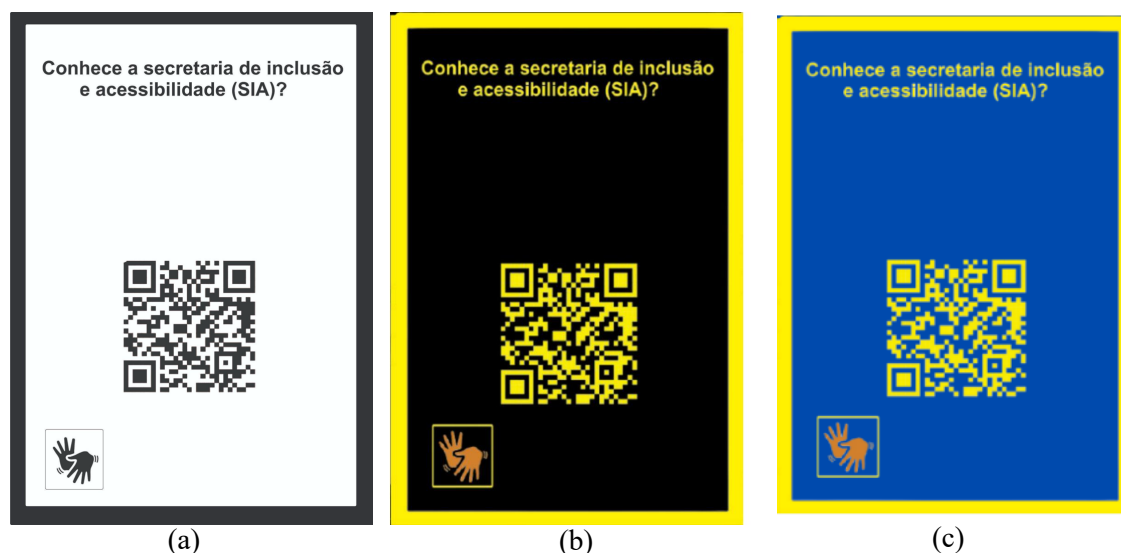 Conhece a secretaria de inclusão
e acessibilidade (SIA)?
Conhece a secretaria de inclusão
e acessibilidade (SIA)?
Conhece a secretaria de inclusão
e acessibilidade (SIA)?
(a)
(b)
(c)